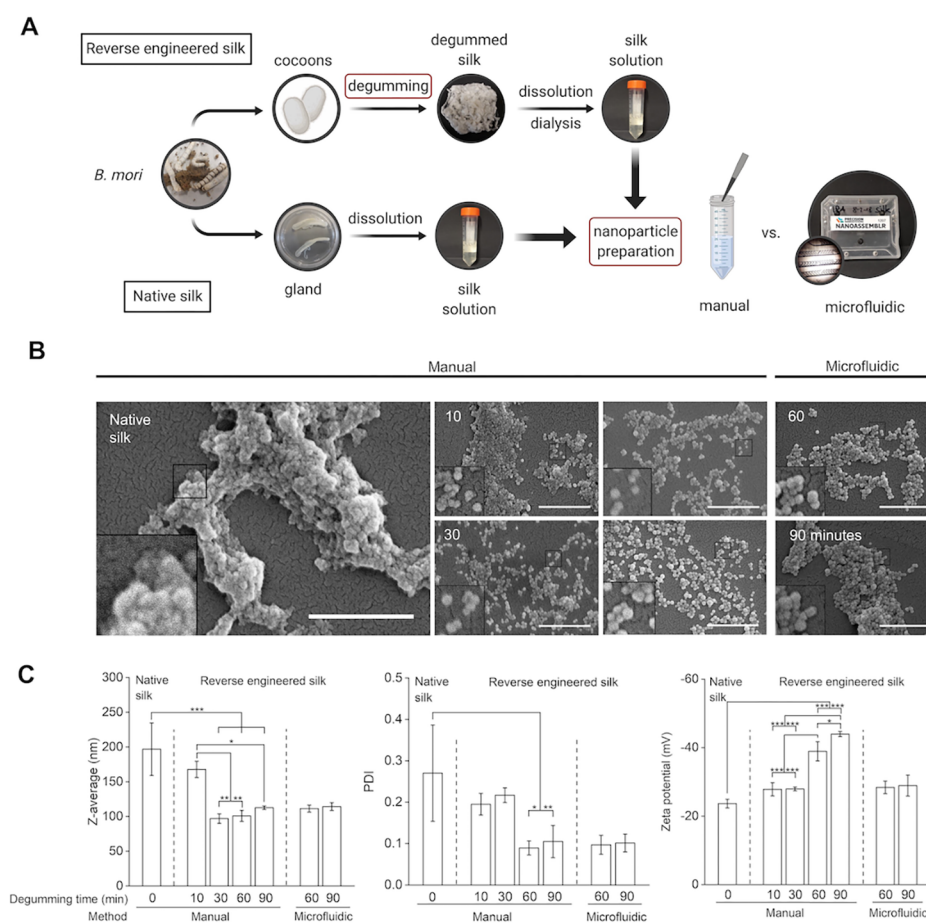 A
Reverse engineered silk
cocoons
degumming
degummed
silk
dissolution
dialysis
silk
solution
B. mori
dissolution
gland
silk
solution
Native silk
nanoparticle
preparation
manual
vs.
PRECISION
NANOASSEMBLR
microfluidic
B
Manual
Microfluidic
Native
silk
10
60
30
90 minutes
C
Z-average (nm)
300
250
200
150
100
50
0
Native
silk
Reverse engineered silk
***
*
** **
Degumming time (min)
0
10 30 60 90
60 90
Method
Manual
Microfluidic
PDI
0.5
0.4
0.3
0.2
0.1
0.0
Native
silk
Reverse engineered silk
* **
0
10 30 60 90
60 90
Manual
Microfluidic
Zeta potential (mV)
-60
-40
-20
0
Native silk
Reverse engineered silk
*** ***
*** ***
*
*** ***
0
10 30 60 90
60 90
Manual
Microfluidic